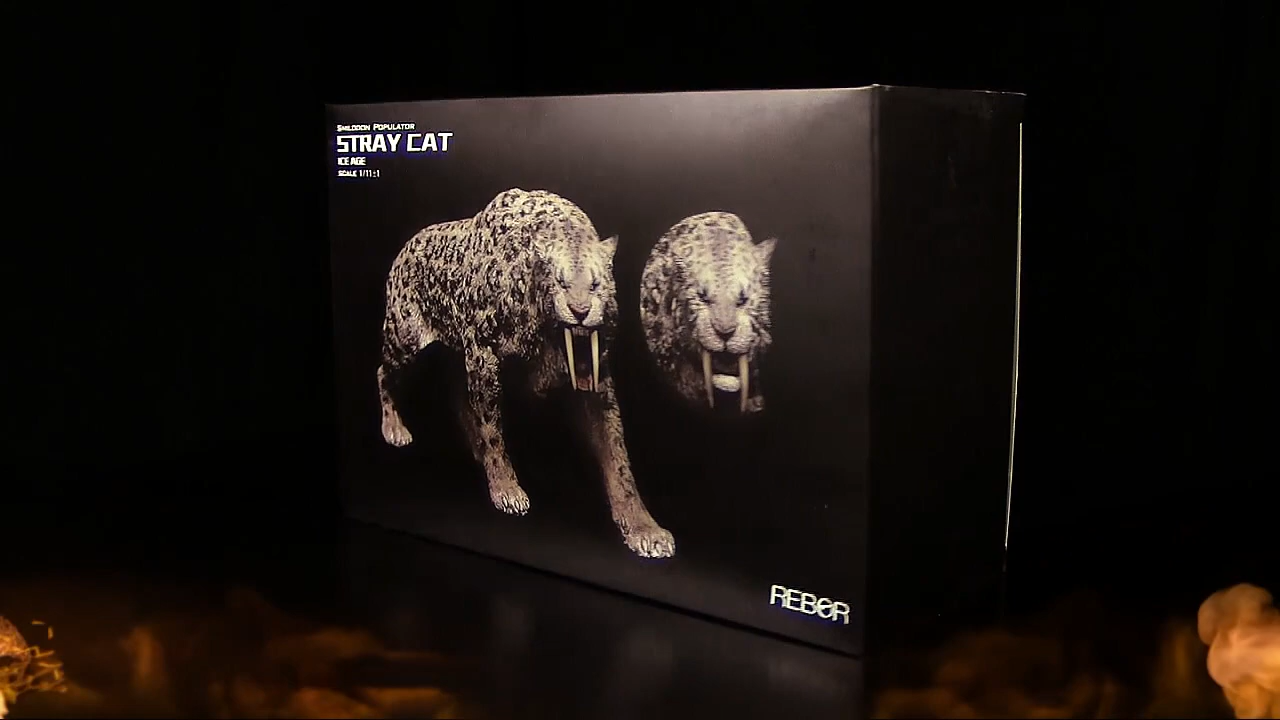 SMILODON POPULATOR
STRAY CAT
ICE AGE
SCALE 1/11±1
REBOR